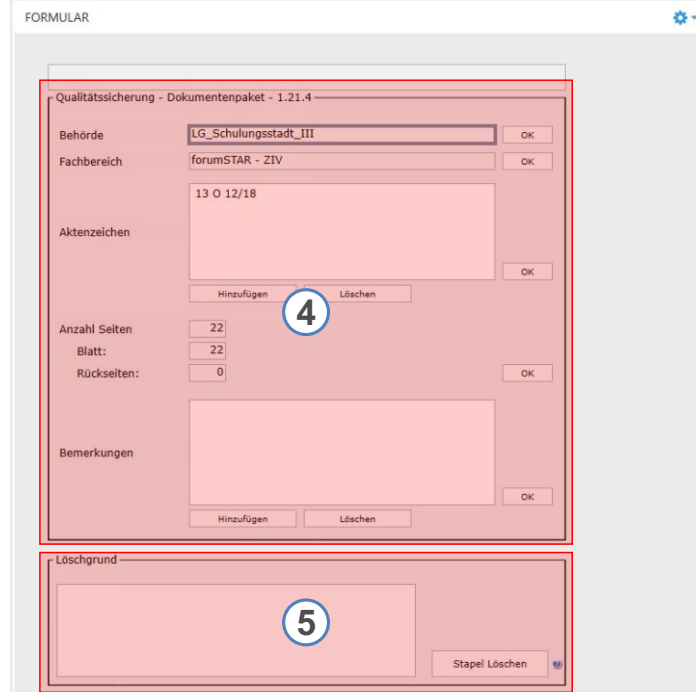 FORMULAR
Qualitätssicherung - Dokumentenpaket - 1.21.4
Behörde LG_Schulungsstadt_III OK
Fachbereich forumSTAR - ZIV OK
13 O 12/18
Aktenzeichen
OK
Hinzufügen Löschen
4
Anzahl Seiten 22
Blatt: 22
Rückseiten: 0 OK
Bemerkungen
OK
Hinzufügen Löschen
Löschgrund
5
Stapel Löschen